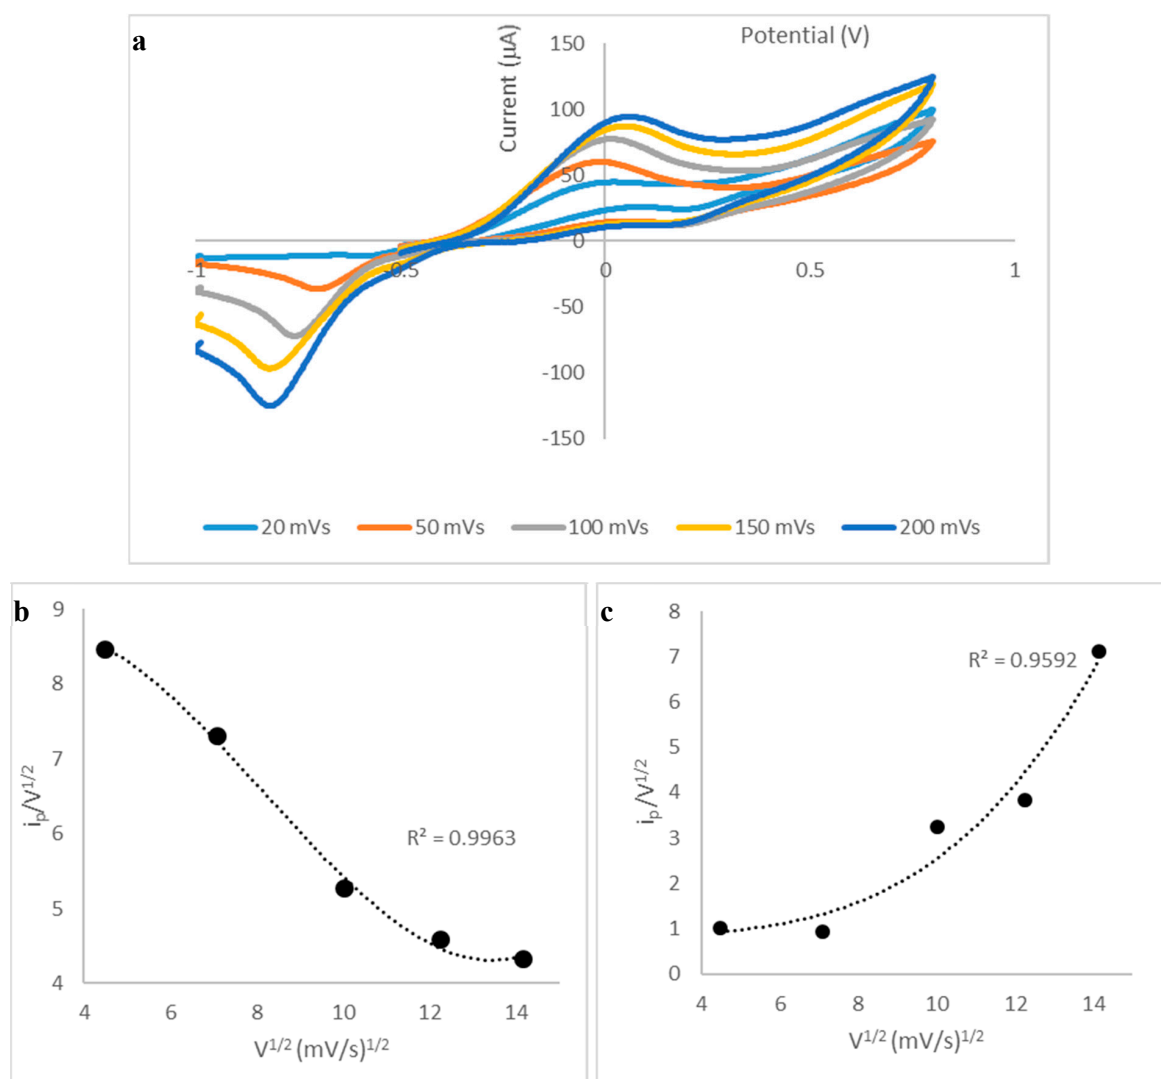 a
Potential (V)
Current (µA)
150
100
50
0
-50
-100
-150
-1
-0.5
0
0.5
1
20 mVs
50 mVs
100 mVs
150 mVs
200 mVs
b
9
8
7
6
5
4
iₚ/V¹/²
R² = 0.9963
4
6
8
10
12
14
V¹/² (mV/s)¹/²
c
8
7
6
5
4
3
2
1
0
iₚ/V¹/²
R² = 0.9592
4
6
8
10
12
14
V¹/² (mV/s)¹/²